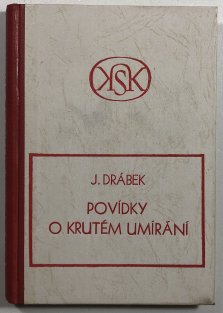 KSK
J. DRÁBEK
POVÍDKY
O KRUTÉM UMÍRÁNÍ